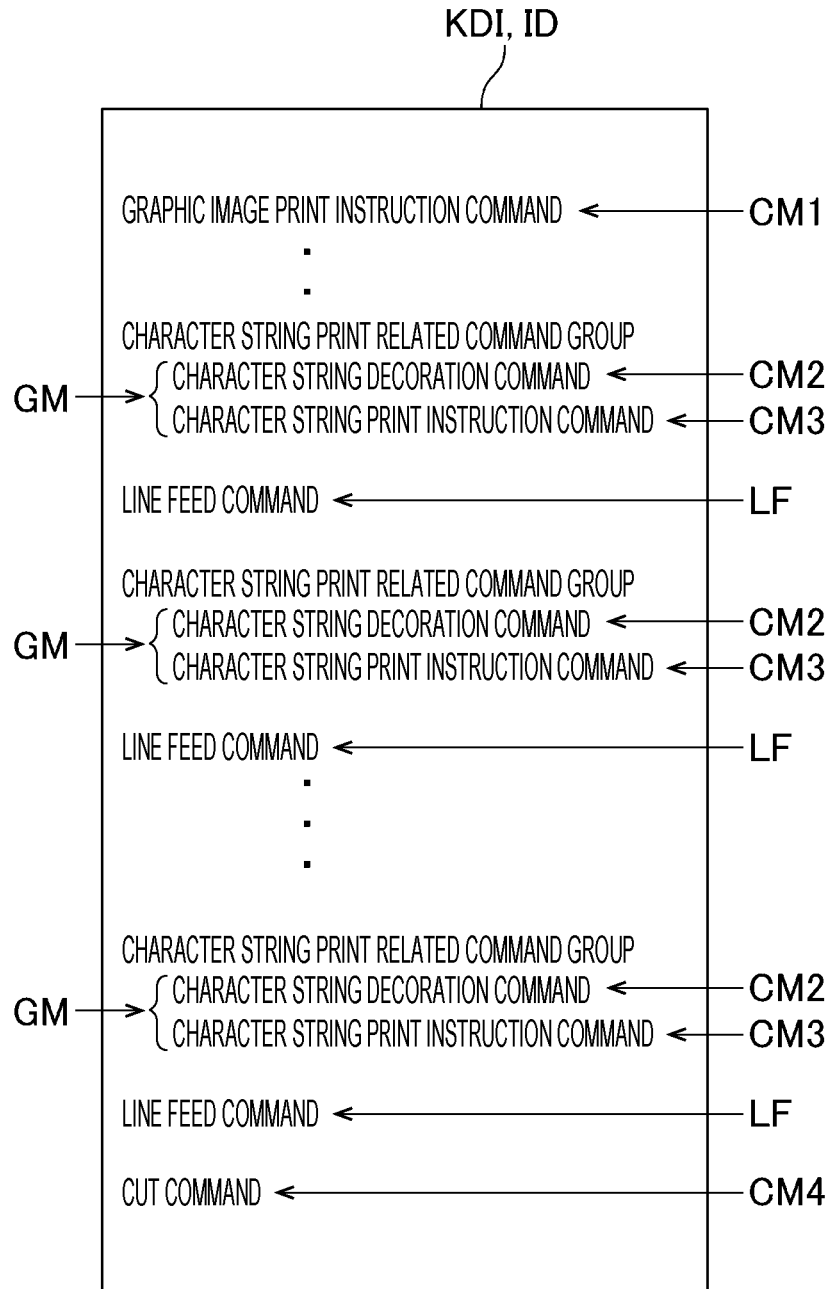 KDI, ID
GRAPHIC IMAGE PRINT INSTRUCTION COMMAND CM1
CHARACTER STRING PRINT RELATED COMMAND GROUP
CHARACTER STRING DECORATION COMMAND CM2
GM
CHARACTER STRING PRINT INSTRUCTION COMMAND CM3
LINE FEED COMMAND LF
CHARACTER STRING PRINT RELATED COMMAND GROUP
CHARACTER STRING DECORATION COMMAND CM2
GM
CHARACTER STRING PRINT INSTRUCTION COMMAND CM3
LINE FEED COMMAND LF
CHARACTER STRING PRINT RELATED COMMAND GROUP
CHARACTER STRING DECORATION COMMAND CM2
GM
CHARACTER STRING PRINT INSTRUCTION COMMAND CM3
LINE FEED COMMAND LF
CUT COMMAND CM4